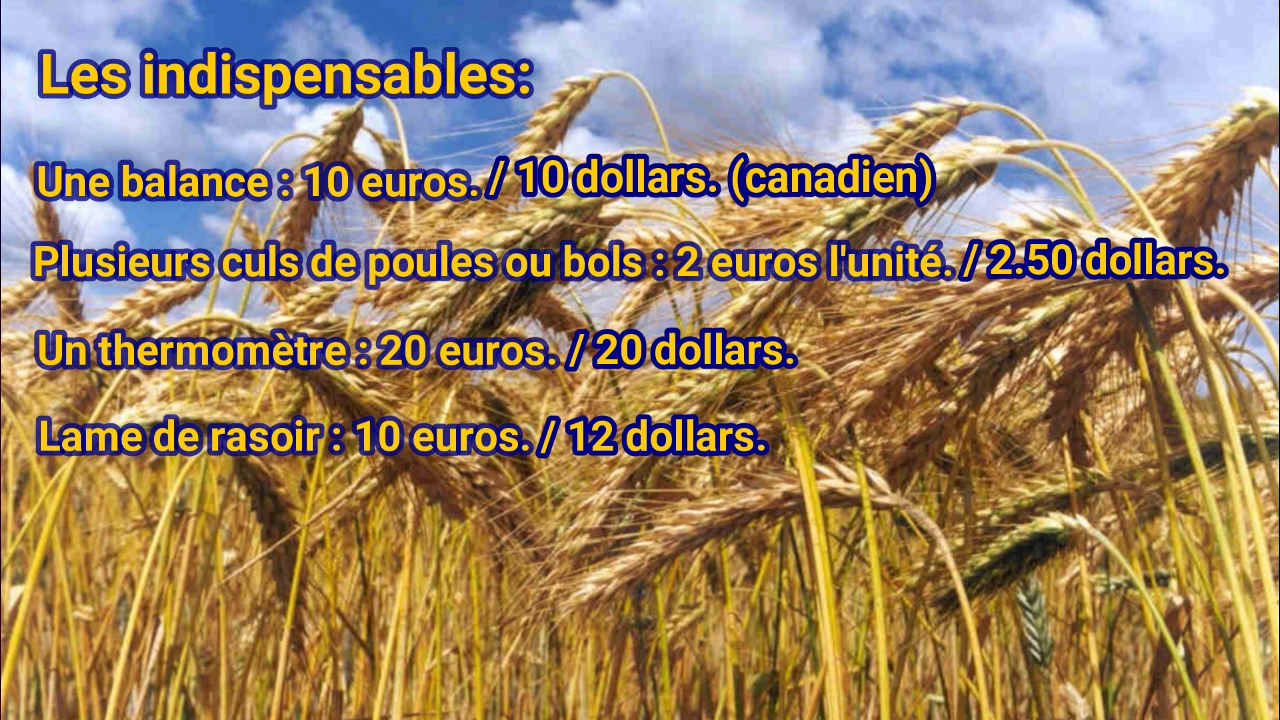 Les indispensables:
Une balance : 10 euros. / 10 dollars. (canadien)
Plusieurs culs de poules ou bols : 2 euros l'unité. / 2.50 dollars.
Un thermomètre : 20 euros. / 20 dollars.
Lame de rasoir : 10 euros. / 12 dollars.